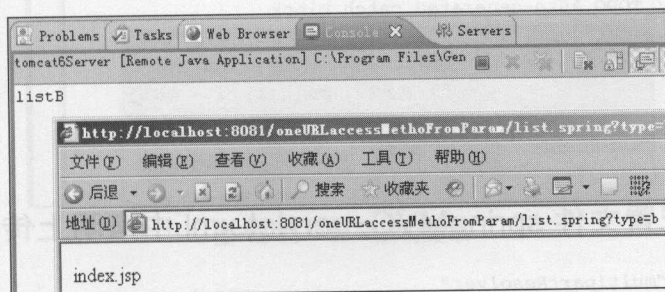 Problems Tasks Web Browser Console Servers
tomcat6Server [Remote Java Application] C:\Program Files\Gen
listB
http://localhost:8081/oneURLaccessMethoFromParam/list.spring?type=
文件(F) 编辑(E) 查看(V) 收藏(A) 工具(T) 帮助(H)
后退 搜索 收藏夹
地址(D) http://localhost:8081/oneURLaccessMethoFromParam/list.spring?type=b
index.jsp